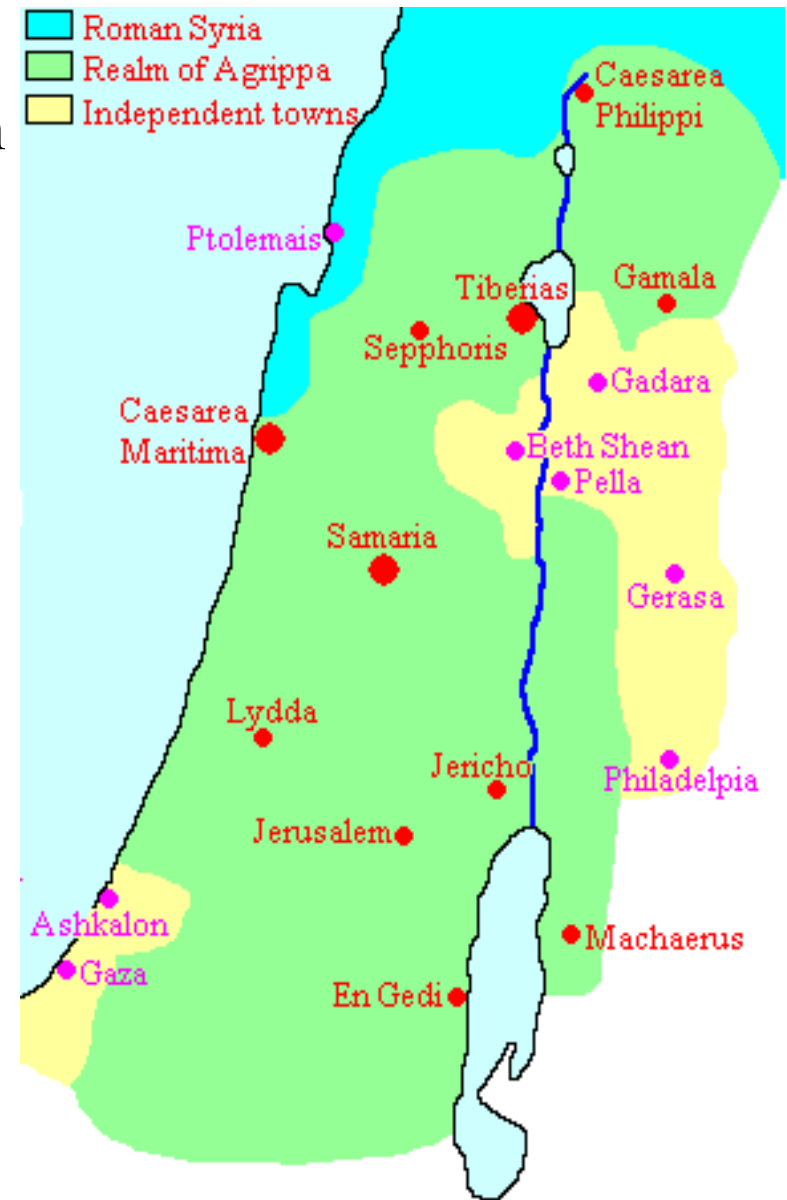 Roman Syria
Realm of Agrippa
Independent towns
Caesarea
Philippi
Ptolemais
Tiberias
Gamala
Sepphoris
Gadara
Caesarea
Maritima
Beth Shean
Pella
Samaria
Gerasa
Lydda
Jericho
Philadelpia
Jerusalem
Ashkalon
Machaerus
Gaza
En Gedi